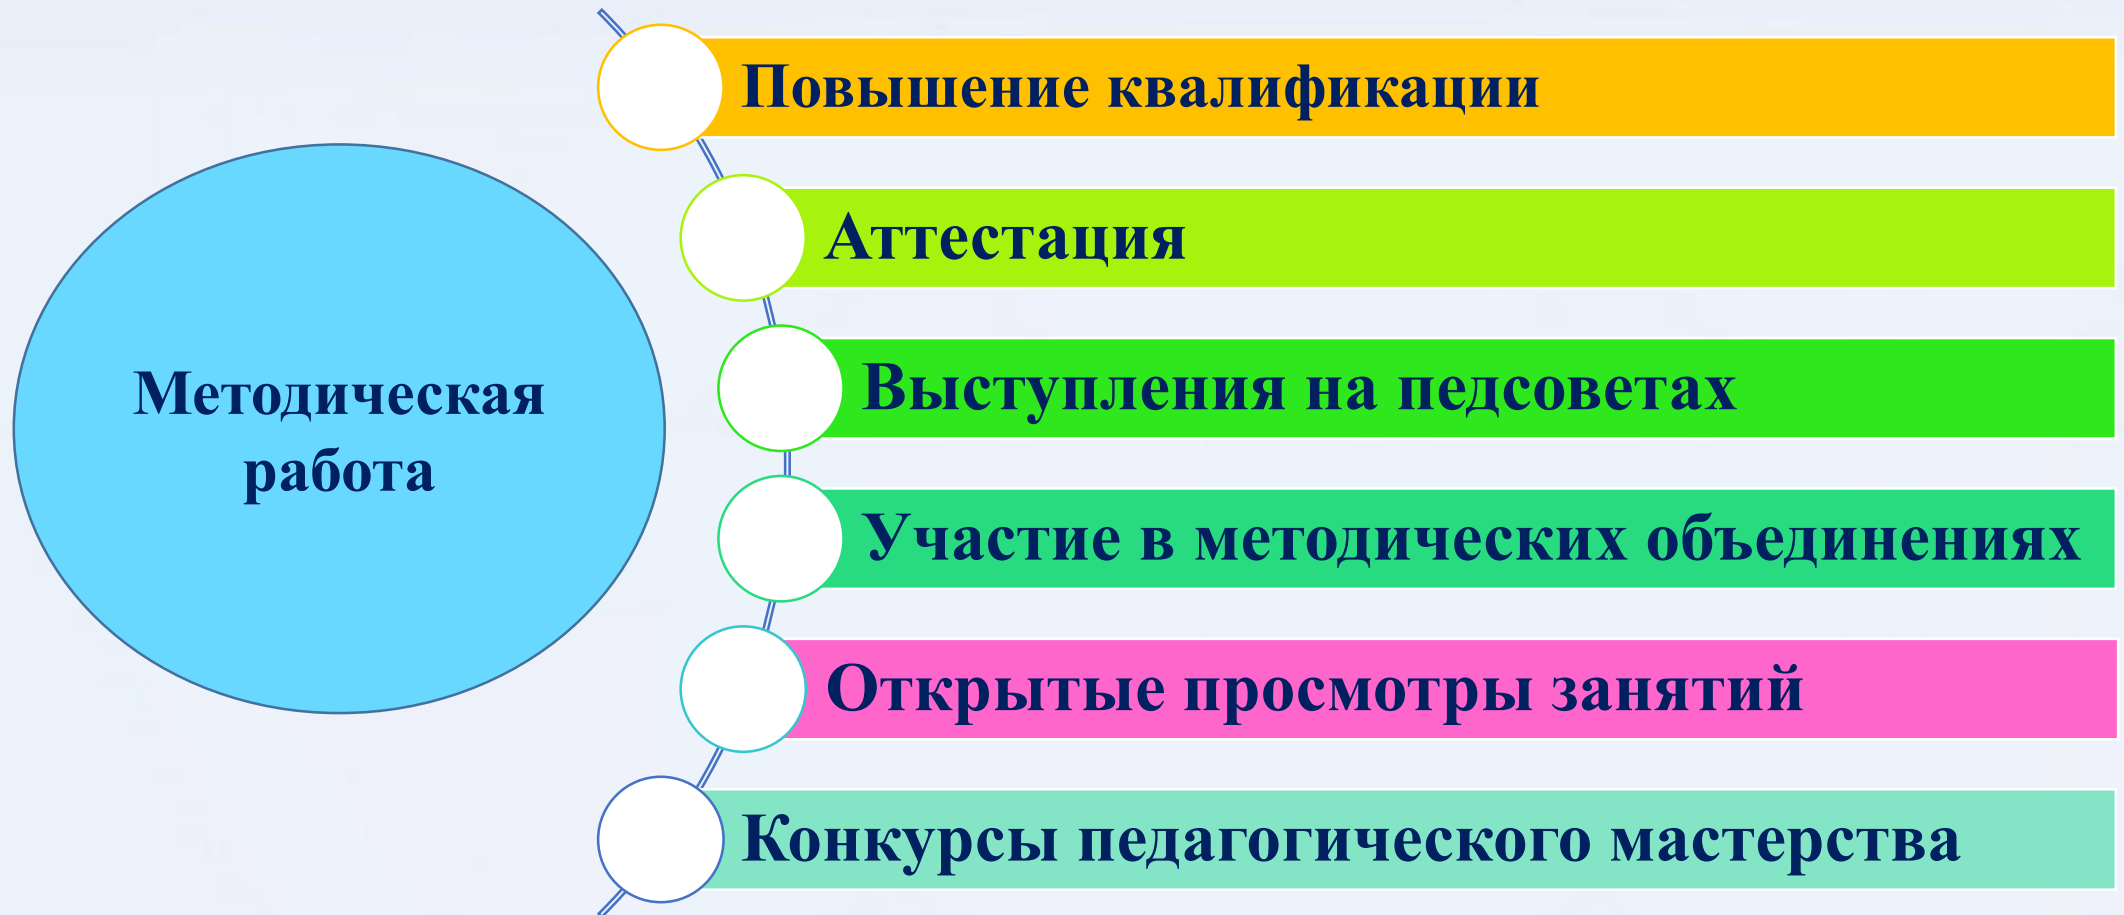 Методическая
работа
Повышение квалификации
Аттестация
Выступления на педсоветах
Участие в методических объединениях
Открытые просмотры занятий
Конкурсы педагогического мастерства